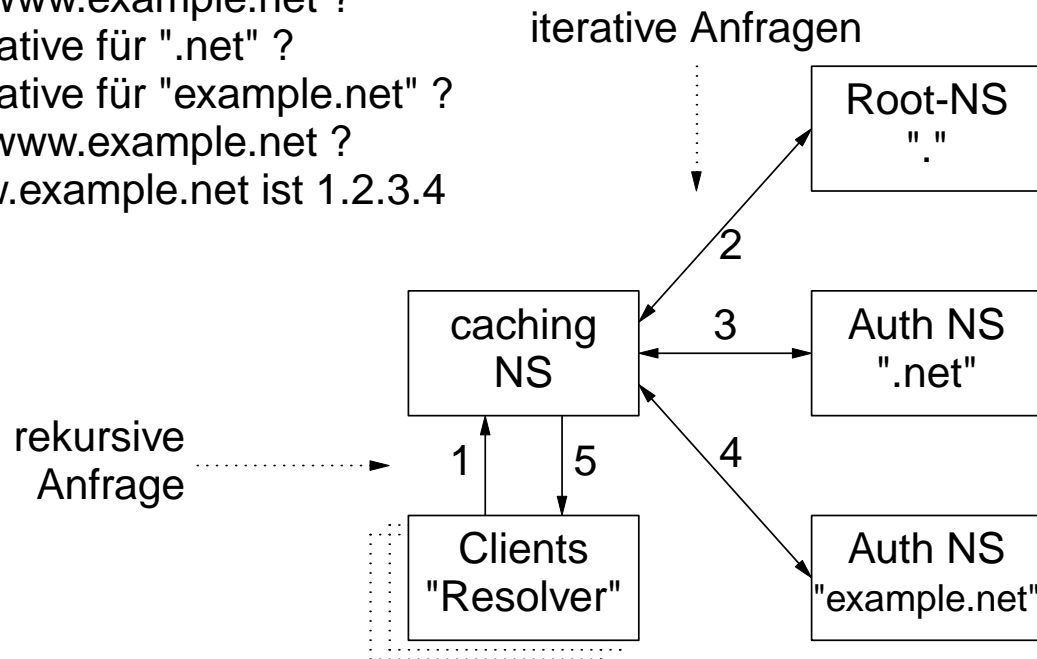 www.example.net ?
ative für ".net" ?
ative für "example.net" ?
www.example.net ?
.example.net ist 1.2.3.4
iterative Anfragen
Root-NS
"."
2
caching
NS
3
Auth NS
".net"
rekursive
Anfrage
1
5
4
Clients
"Resolver"
Auth NS
"example.net"